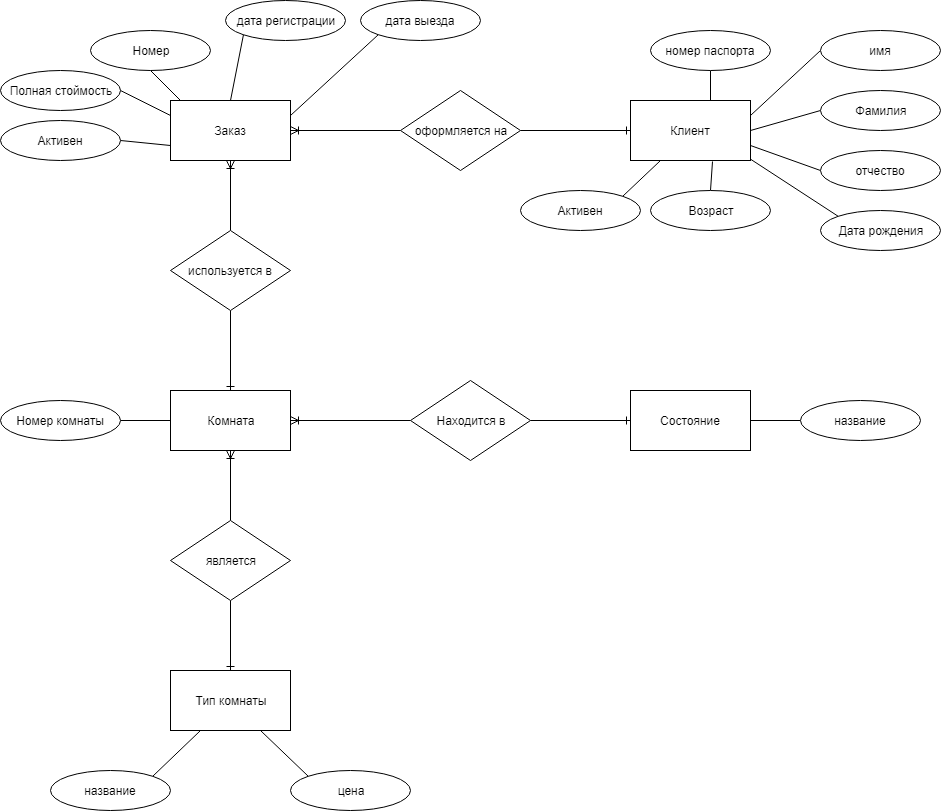 дата регистрации
дата выезда
Номер
номер паспорта
имя
Полная стоймость
Фамилия
Активен
Заказ
оформляется на
Клиент
отчество
Активен
Возраст
Дата рождения
используется в
Номер комнаты
Комната
Находится в
Состояние
название
является
Тип комнаты
название
цена